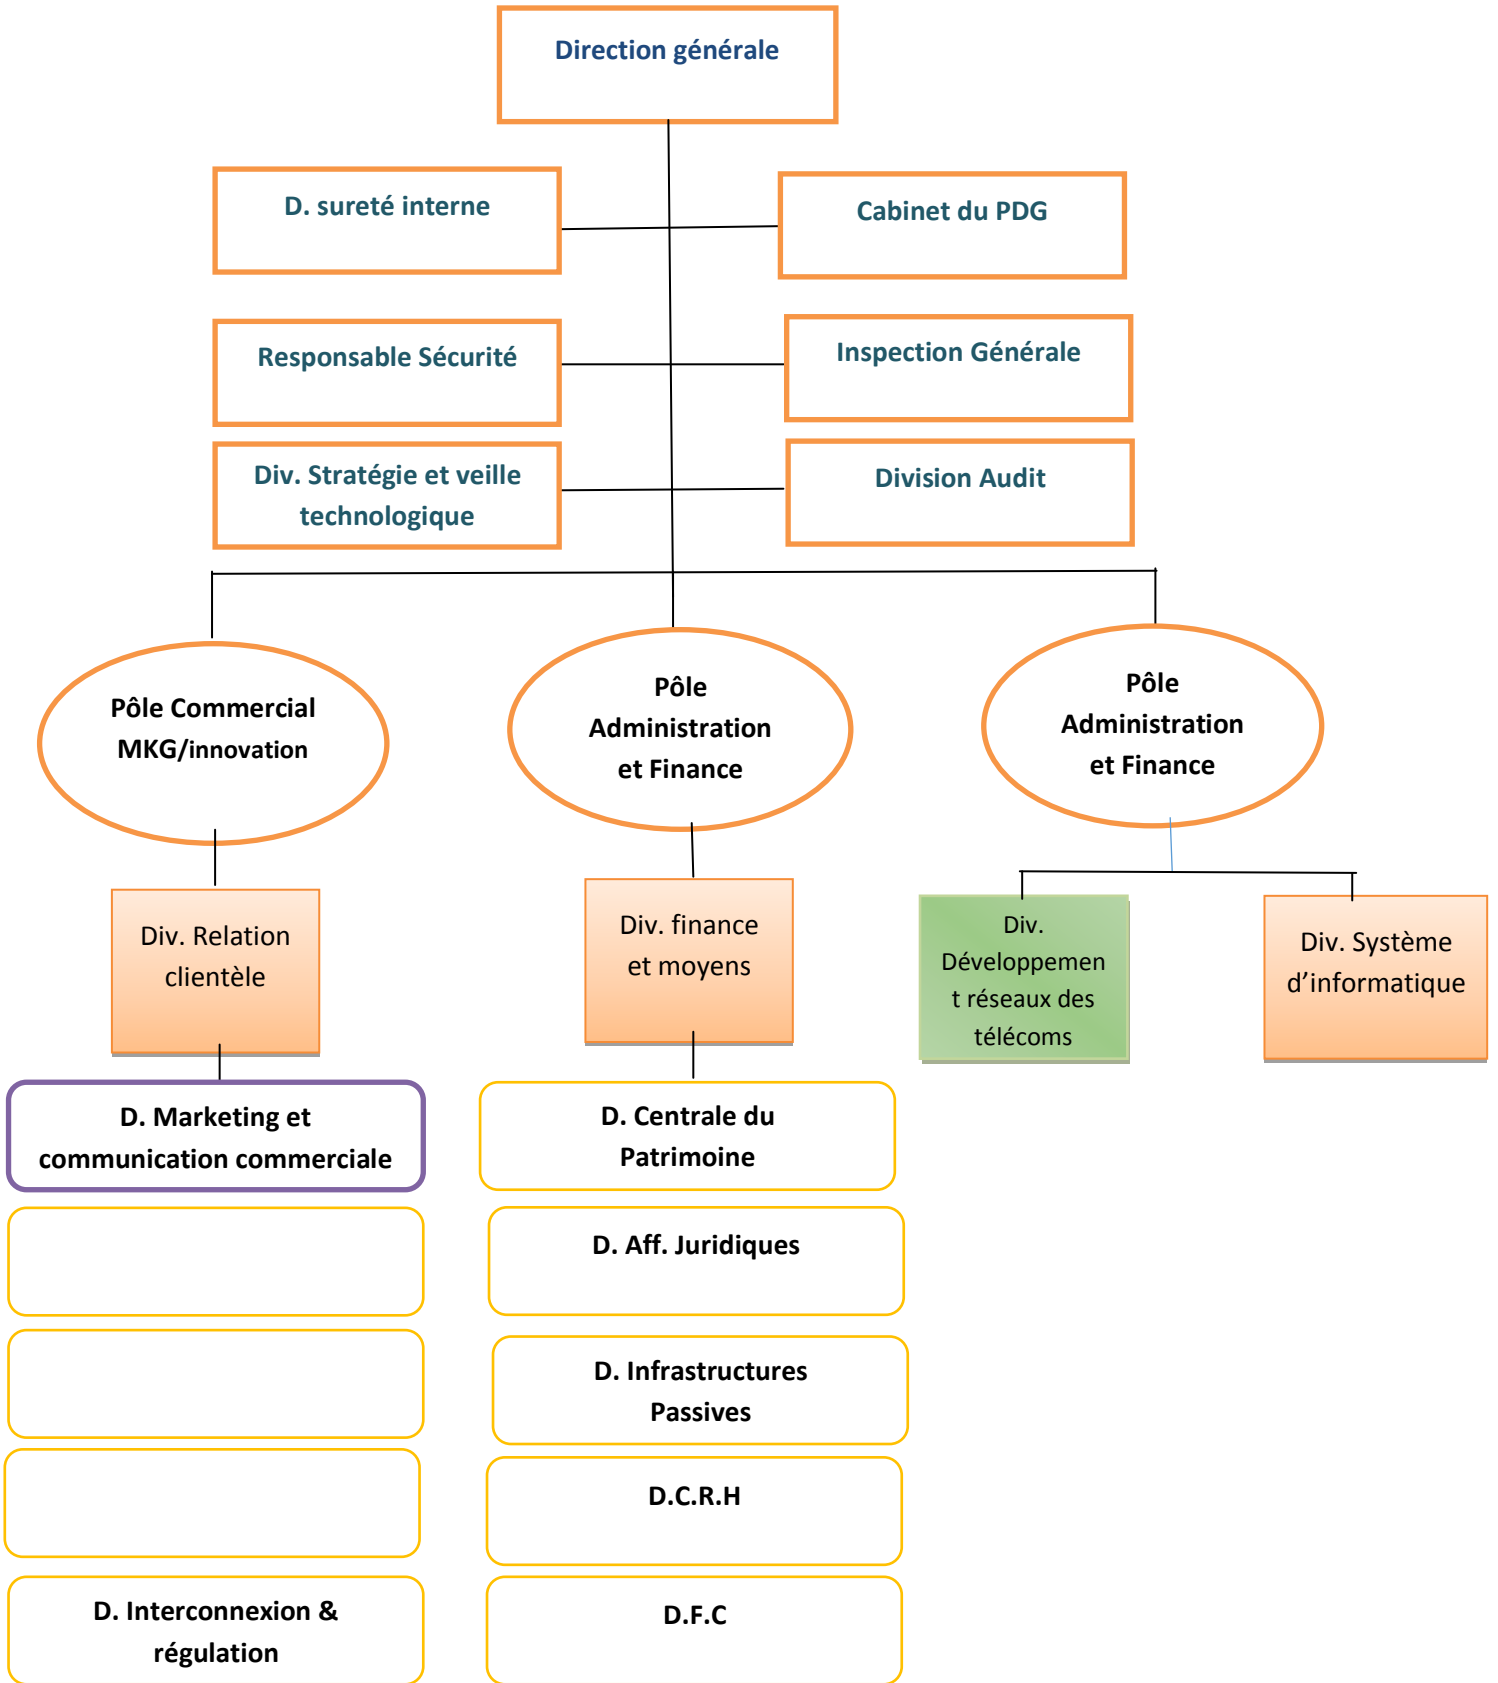 Direction générale
D. sureté interne
Cabinet du PDG
Responsable Sécurité
Inspection Générale
Div. Stratégie et veille
technologique
Division Audit
Pôle Commercial
MKG/innovation
Pôle
Administration
et Finance
Pôle
Administration
et Finance
Div. Relation
clientèle
Div. finance
et moyens
Div.
Développemen
t réseaux des
télécoms
Div. Système
d’informatique
D. Marketing et
communication commerciale
D. Centrale du
Patrimoine
D. Aff. Juridiques
D. Infrastructures
Passives
D.C.R.H
D. Interconnexion &
régulation
D.F.C